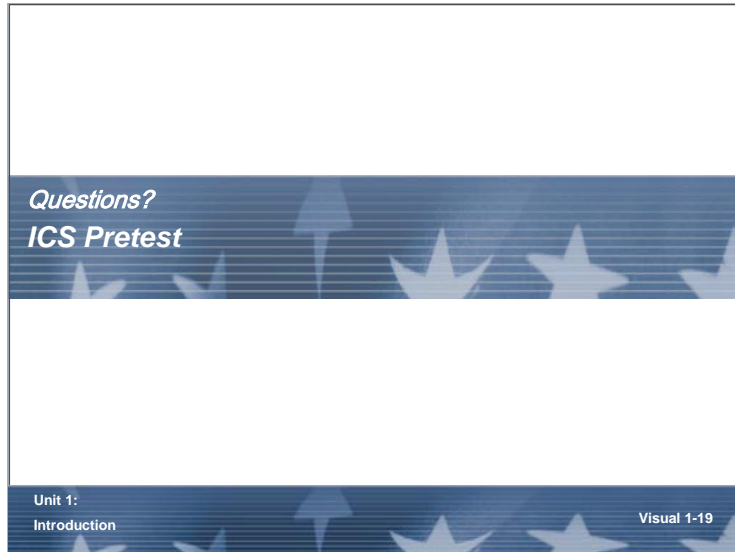 Questions?
ICS Pretest
Unit 1:
Introduction
Visual 1-19